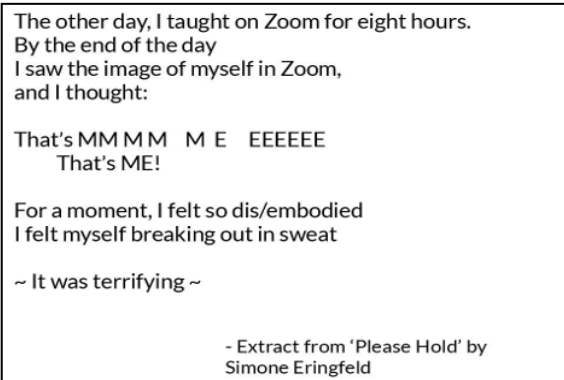 The other day, I taught on Zoom for eight hours.
By the end of the day
I saw the image of myself in Zoom,
and I thought:
That's MM M M   M E   EEEEEE
That's ME!
For a moment, I felt so dis/embodied
I felt myself breaking out in sweat
~ It was terrifying ~
- Extract from 'Please Hold' by
Simone Eringfeld